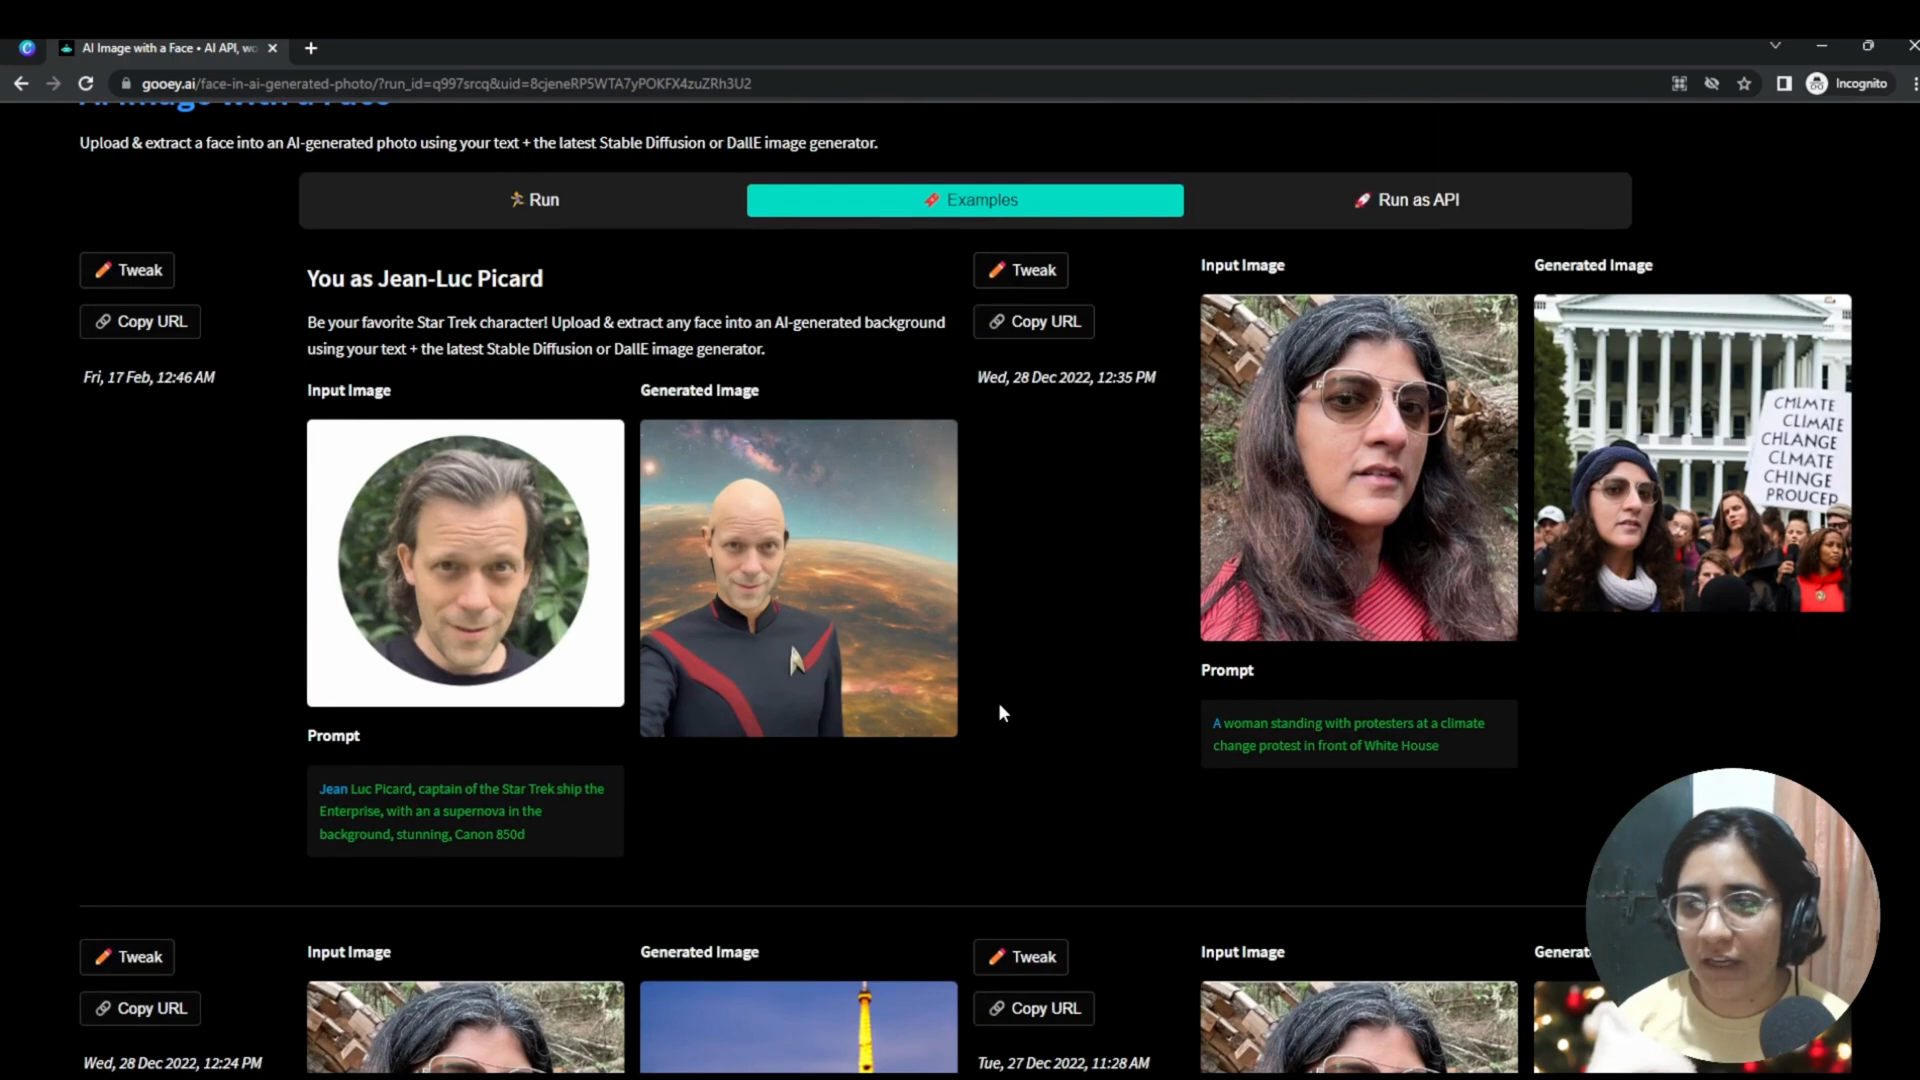 AI Image with a Face • AI API, wo
gooey.ai/face-in-ai-generated-photo/?run_id=q997srcq&uid=8cjeneRP5WTA7yPOKFX4zuZRh3U2
Incognito
AI Image with a Face
Upload & extract a face into an AI-generated photo using your text + the latest Stable Diffusion or DallE image generator.
Run
Examples
Run as API
Tweak
Copy URL
Fri, 17 Feb, 12:46 AM
You as Jean-Luc Picard
Be your favorite Star Trek character! Upload & extract any face into an AI-generated background
using your text + the latest Stable Diffusion or DallE image generator.
Input Image
Generated Image
Prompt
Jean Luc Picard, captain of the Star Trek ship the
Enterprise, with an a supernova in the
background, stunning, Canon 850d
Tweak
Copy URL
Wed, 28 Dec 2022, 12:35 PM
Input Image
Generated Image
CMLMTE
CLIMATE
CHLANGE
CLMATE
CHINGE
PROUCER
Prompt
A woman standing with protesters at a climate
change protest in front of White House
Tweak
Copy URL
Wed, 28 Dec 2022, 12:24 PM
Input Image
Generated Image
Tweak
Copy URL
Tue, 27 Dec 2022, 11:28 AM
Input Image
Generat